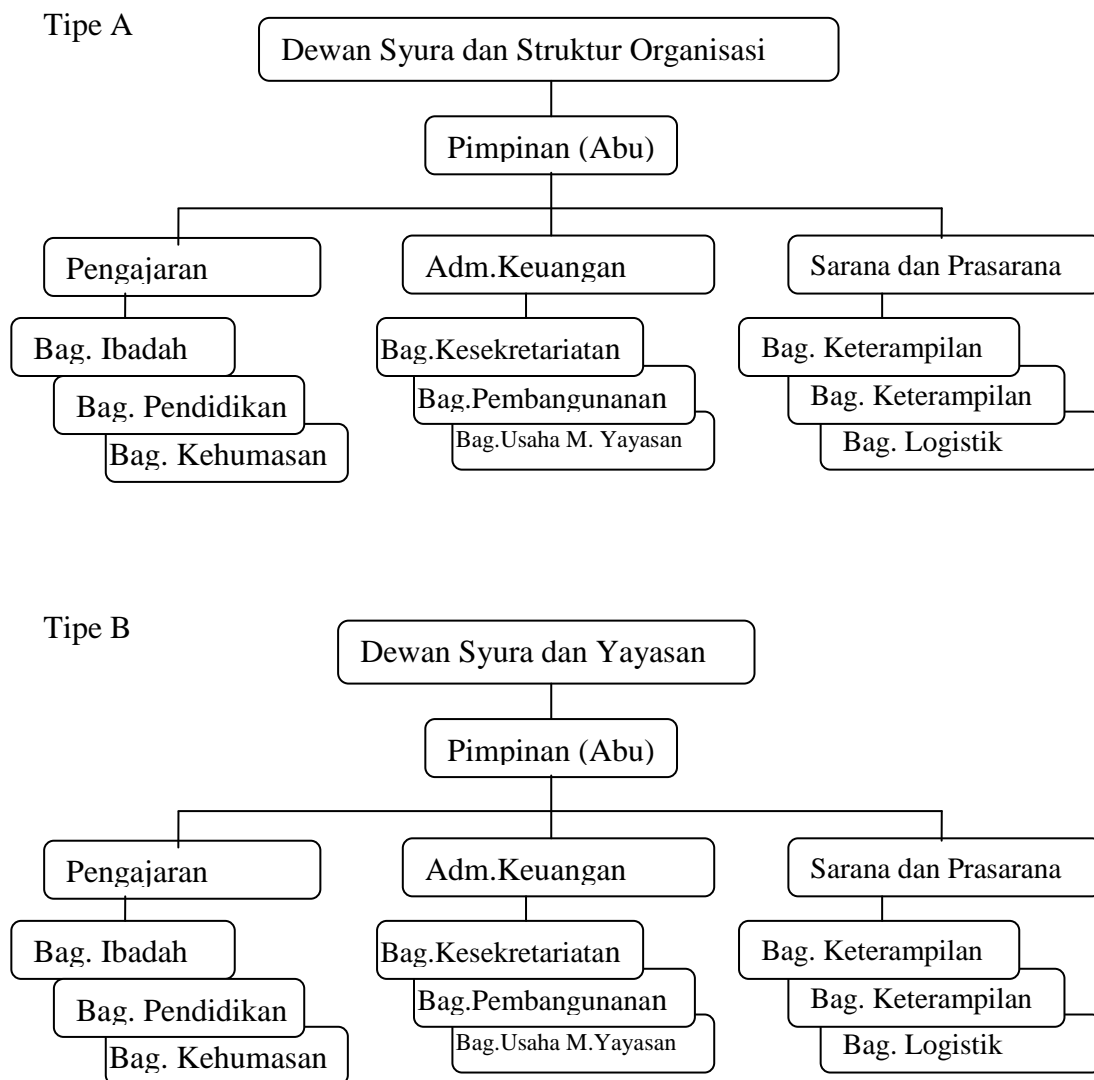 Tipe A
Dewan Syura dan Struktur Organisasi
Pimpinan (Abu)
Pengajaran
Adm.Keuangan
Sarana dan Prasarana
Bag. Ibadah
Bag.Kesekretariatan
Bag. Keterampilan
Bag. Pendidikan
Bag.Pembangunanan
Bag. Keterampilan
Bag. Kehumasan
Bag.Usaha M. Yayasan
Bag. Logistik
Tipe B
Dewan Syura dan Yayasan
Pimpinan (Abu)
Pengajaran
Adm.Keuangan
Sarana dan Prasarana
Bag. Ibadah
Bag.Kesekretariatan
Bag. Keterampilan
Bag. Pendidikan
Bag.Pembangunanan
Bag. Keterampilan
Bag. Kehumasan
Bag.Usaha M.Yayasan
Bag. Logistik